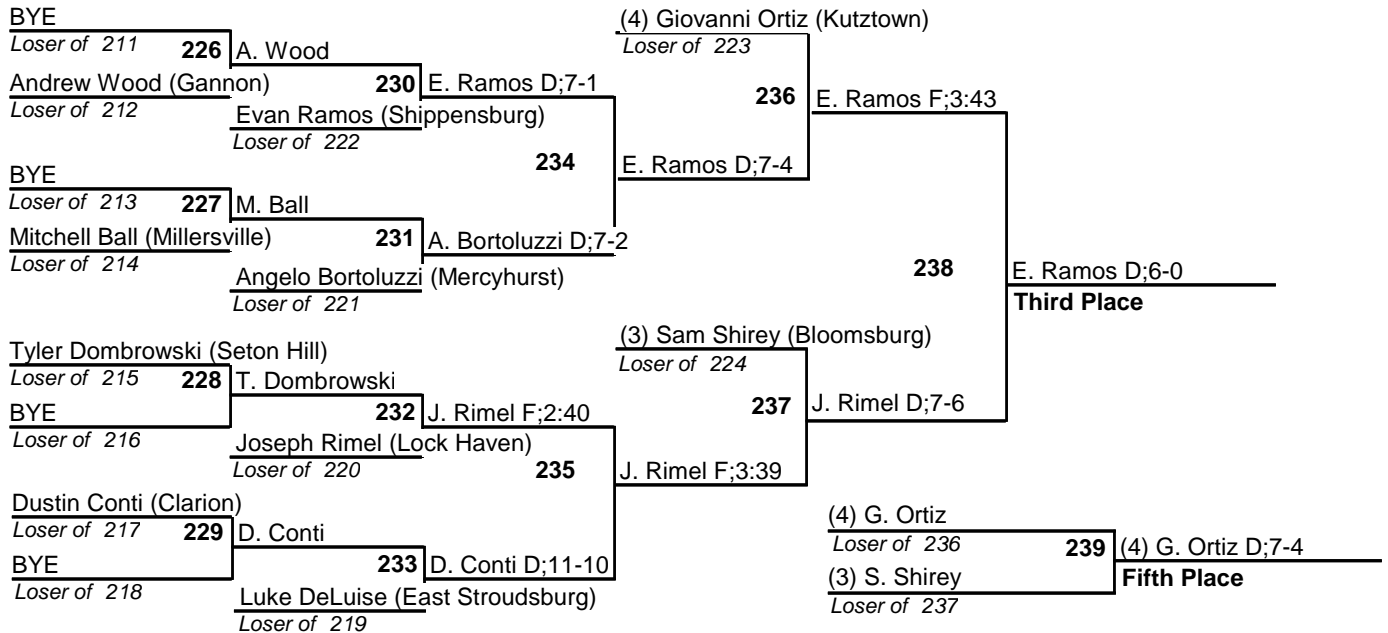 BYE
Loser of 211
226
A. Wood
Andrew Wood (Gannon)
Loser of 212
230
E. Ramos D;7-1
Evan Ramos (Shippensburg)
Loser of 222
BYE
Loser of 213
227
M. Ball
Mitchell Ball (Millersville)
Loser of 214
231
A. Bortoluzzi D;7-2
Angelo Bortoluzzi (Mercyhurst)
Loser of 221
234
E. Ramos D;7-4
(4) Giovanni Ortiz (Kutztown)
Loser of 223
236
E. Ramos F;3:43
Tyler Dombrowski (Seton Hill)
Loser of 215
228
T. Dombrowski
BYE
Loser of 216
232
J. Rimel F;2:40
Joseph Rimel (Lock Haven)
Loser of 220
Dustin Conti (Clarion)
Loser of 217
229
D. Conti
BYE
Loser of 218
233
D. Conti D;11-10
Luke DeLuise (East Stroudsburg)
Loser of 219
235
J. Rimel F;3:39
(3) Sam Shirey (Bloomsburg)
Loser of 224
237
J. Rimel D;7-6
238
E. Ramos D;6-0
Third Place
(4) G. Ortiz
Loser of 236
239
(4) G. Ortiz D;7-4
(3) S. Shirey
Fifth Place
Loser of 237